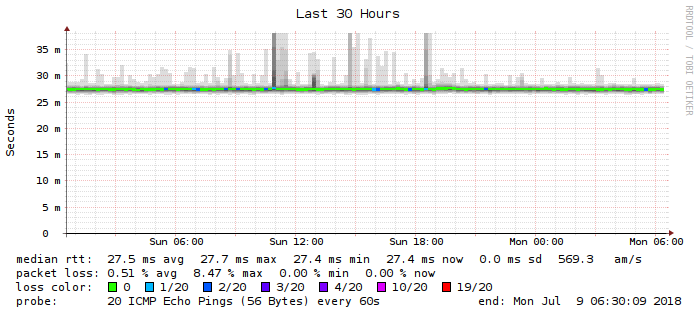 Last 30 Hours
RRDTOOL / TOBI OETIKER
Seconds
35 m
30 m
25 m
20 m
15 m
10 m
5 m
0
Sun 06:00 Sun 12:00 Sun 18:00 Mon 00:00 Mon 06:00
median rtt: 27.5 ms avg 27.7 ms max 27.4 ms min 27.4 ms now 0.0 ms sd 569.3 am/s
packet loss: 0.51 % avg 8.47 % max 0.00 % min 0.00 % now
loss color: 0 1/20 2/20 3/20 4/20 10/20 19/20
probe: 20 ICMP Echo Pings (56 Bytes) every 60s end: Mon Jul 9 06:30:09 2018